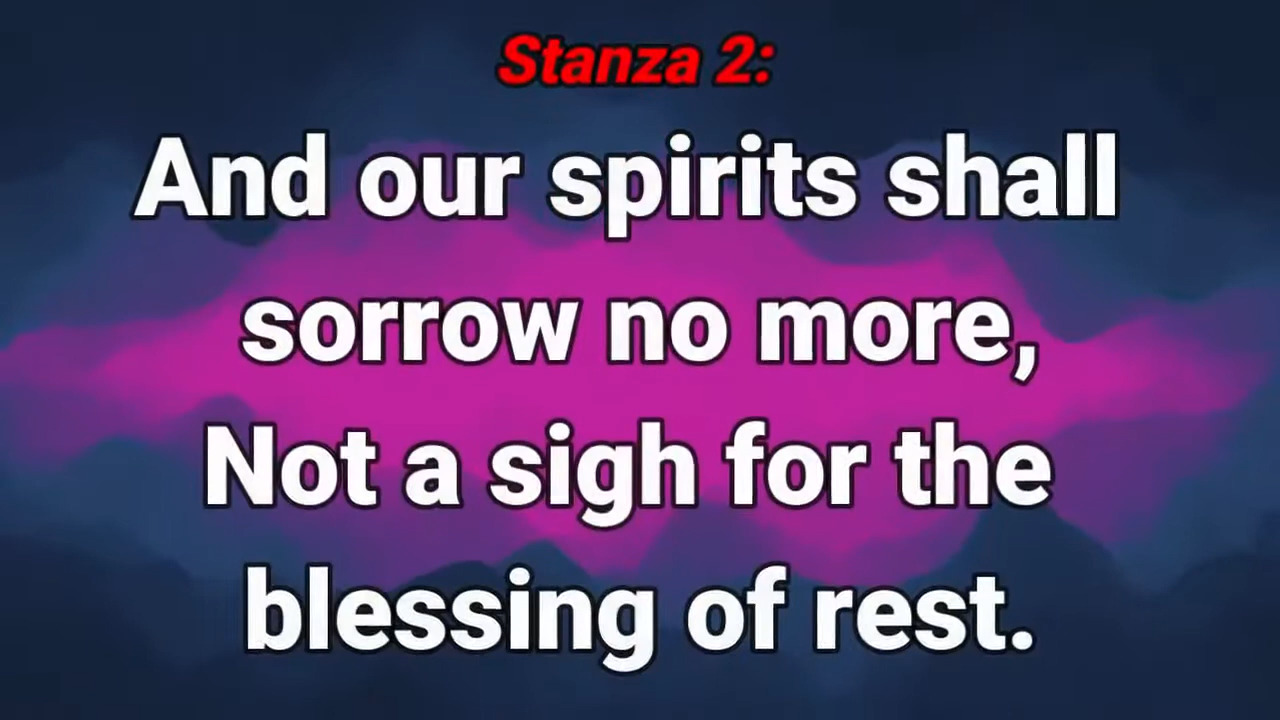 Stanza 2:
And our spirits shall
sorrow no more,
Not a sigh for the
blessing of rest.